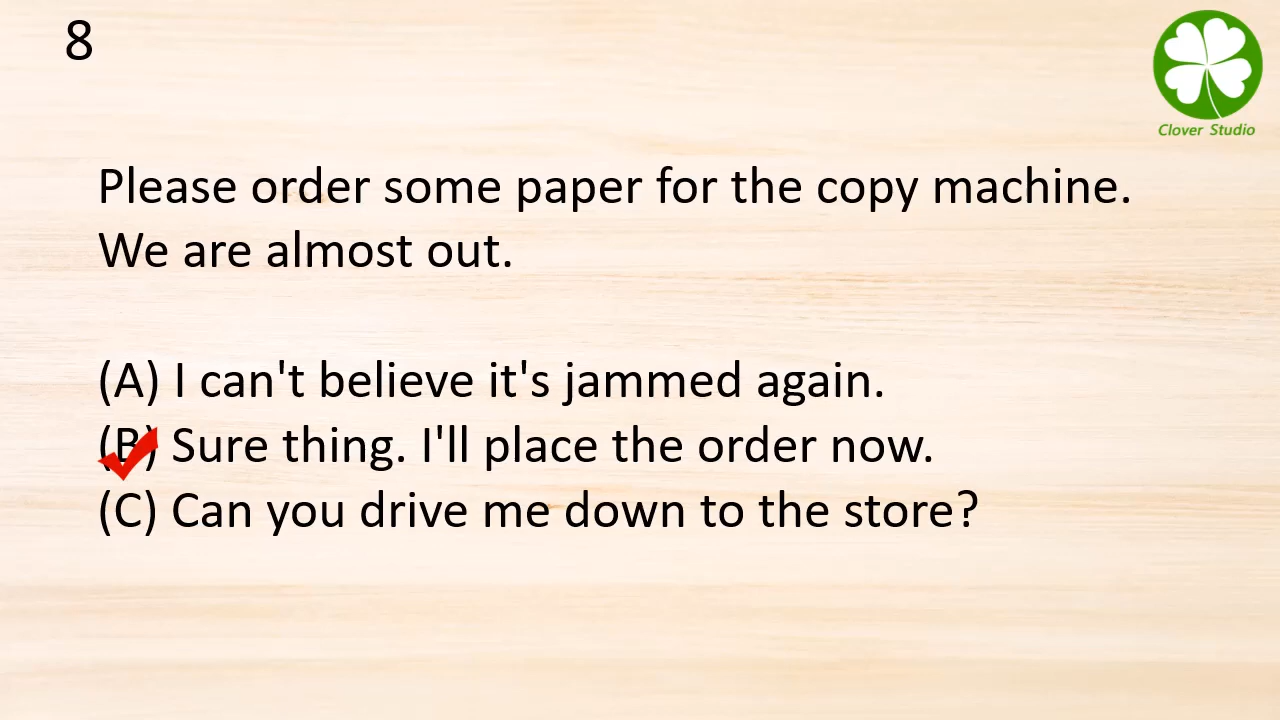 8
Clover Studio
Please order some paper for the copy machine.
We are almost out.
(A) I can't believe it's jammed again.
(B) Sure thing. I'll place the order now.
(C) Can you drive me down to the store?